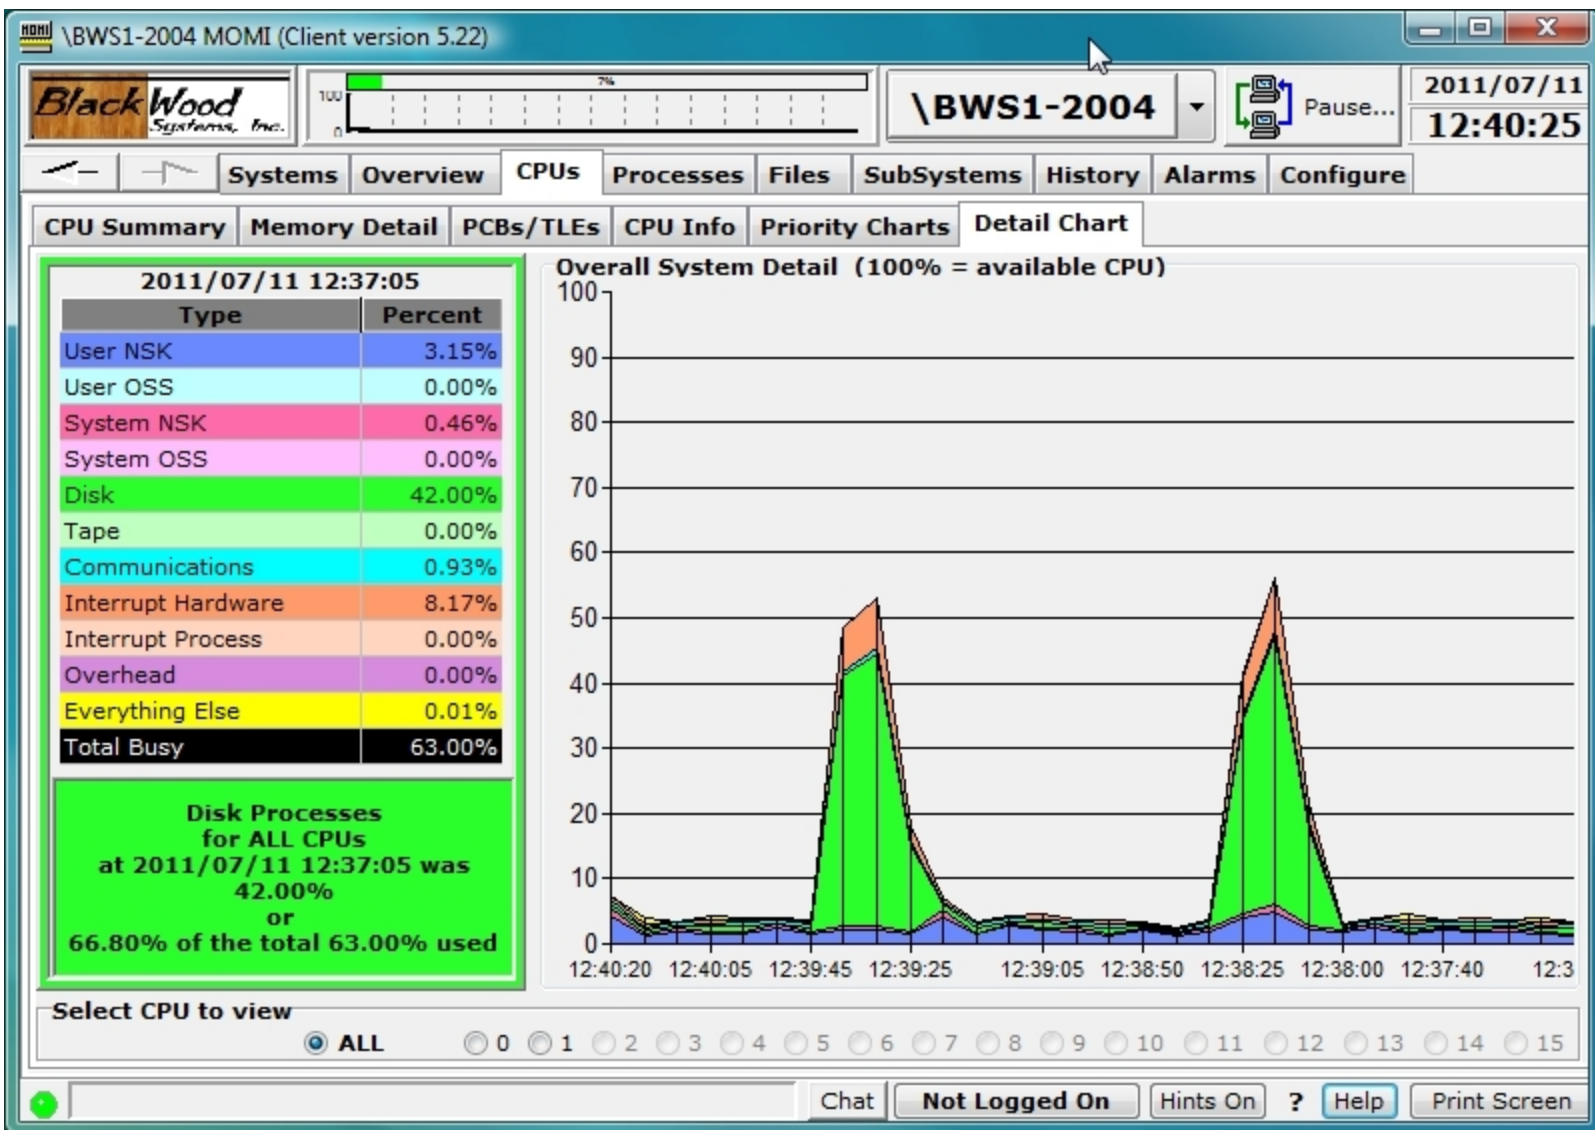 \BWS1-2004 MOMI (Client version 5.22)
MOMI
BlackWood
Systems, Inc.
7%
100
0
\BWS1-2004
Pause...
2011/07/11
12:40:25
Systems Overview CPUs Processes Files SubSystems History Alarms Configure
CPU Summary Memory Detail PCBs/TLEs CPU Info Priority Charts Detail Chart
2011/07/11 12:37:05
Type Percent
User NSK 3.15%
User OSS 0.00%
System NSK 0.46%
System OSS 0.00%
Disk 42.00%
Tape 0.00%
Communications 0.93%
Interrupt Hardware 8.17%
Interrupt Process 0.00%
Overhead 0.00%
Everything Else 0.01%
Total Busy 63.00%
Disk Processes
for ALL CPUs
at 2011/07/11 12:37:05 was
42.00%
or
66.80% of the total 63.00% used
Overall System Detail (100% = available CPU)
100
90
80
70
60
50
40
30
20
10
0
12:40:20 12:40:05 12:39:45 12:39:25 12:39:05 12:38:50 12:38:25 12:38:00 12:37:40 12:3
Select CPU to view
ALL 0 1 2 3 4 5 6 7 8 9 10 11 12 13 14 15
Chat Not Logged On Hints On ? Help Print Screen